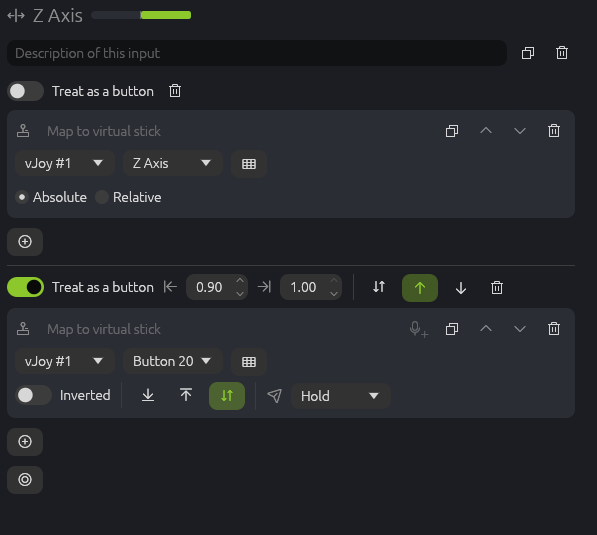 Z Axis
Description of this input
Treat as a button
Map to virtual stick
vJoy #1 Z Axis
Absolute Relative
Treat as a button 0.90 1.00
Map to virtual stick
vJoy #1 Button 20
Inverted Hold